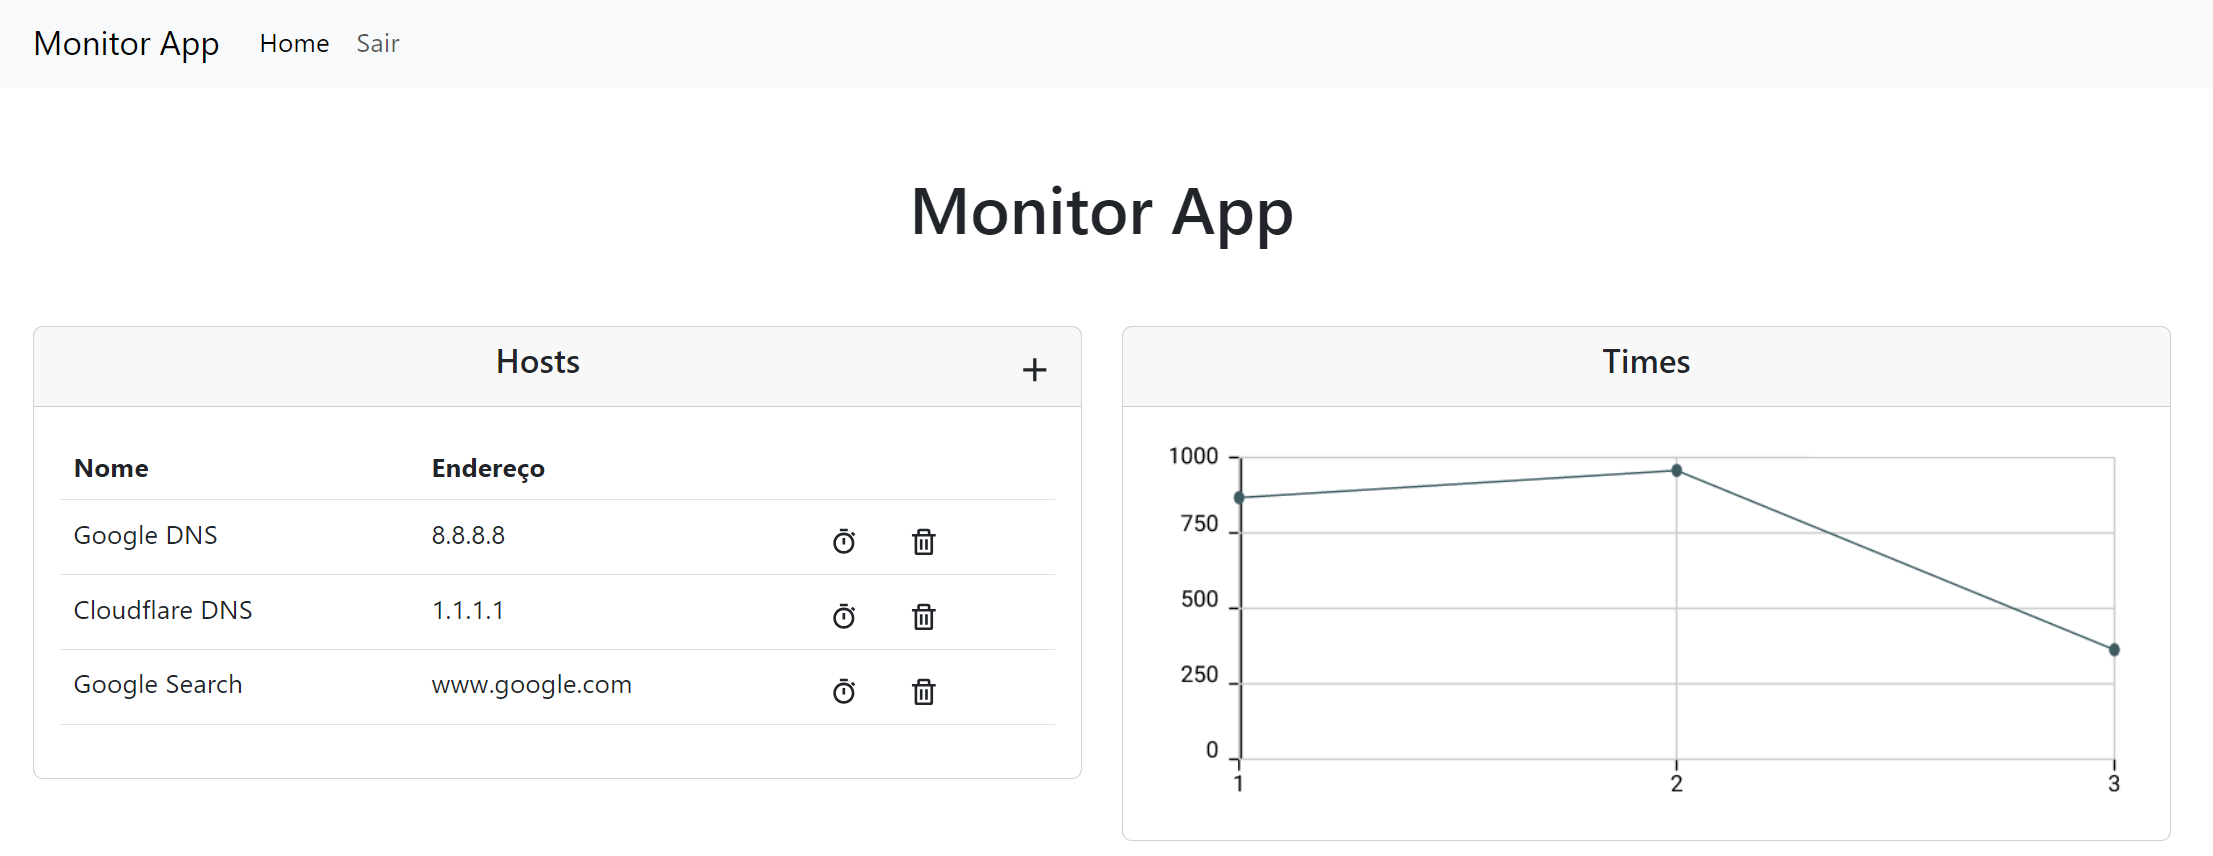 Monitor App Home Sair
Monitor App
Hosts
Nome Endereço
Google DNS 8.8.8.8
Cloudflare DNS 1.1.1.1
Google Search www.google.com
Times
1000
750
500
250
0
1 2 3